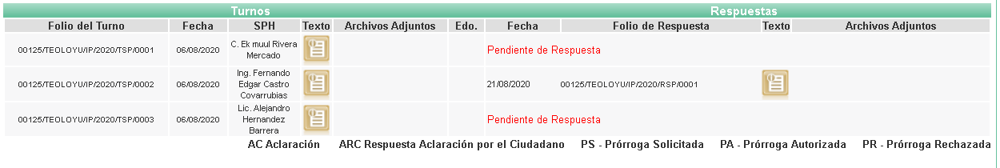 Turnos Respuestas
Folio del Turno Fecha SPH Texto Archivos Adjuntos Edo. Fecha Folio de Respuesta Texto Archivos Adjuntos
00125/TEOLOYU/IP/2020/TSP/0001 06/08/2020 C. Ek muul Rivera Mercado Pendiente de Respuesta
00125/TEOLOYU/IP/2020/TSP/0002 06/08/2020 Ing. Fernando Edgar Castro Covarrubias 21/08/2020 00125/TEOLOYU/IP/2020/RSP/0001
00125/TEOLOYU/IP/2020/TSP/0003 06/08/2020 Lic. Alejandro Hernandez Barrera Pendiente de Respuesta
AC Aclaración ARC Respuesta Aclaración por el Ciudadano PS - Prórroga Solicitada PA - Prórroga Autorizada PR - Prórroga Rechazada